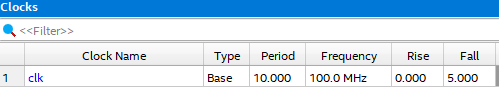 Clocks
<<Filter>>
Clock Name Type Period Frequency Rise Fall
1 clk Base 10.000 100.0 MHz 0.000 5.000